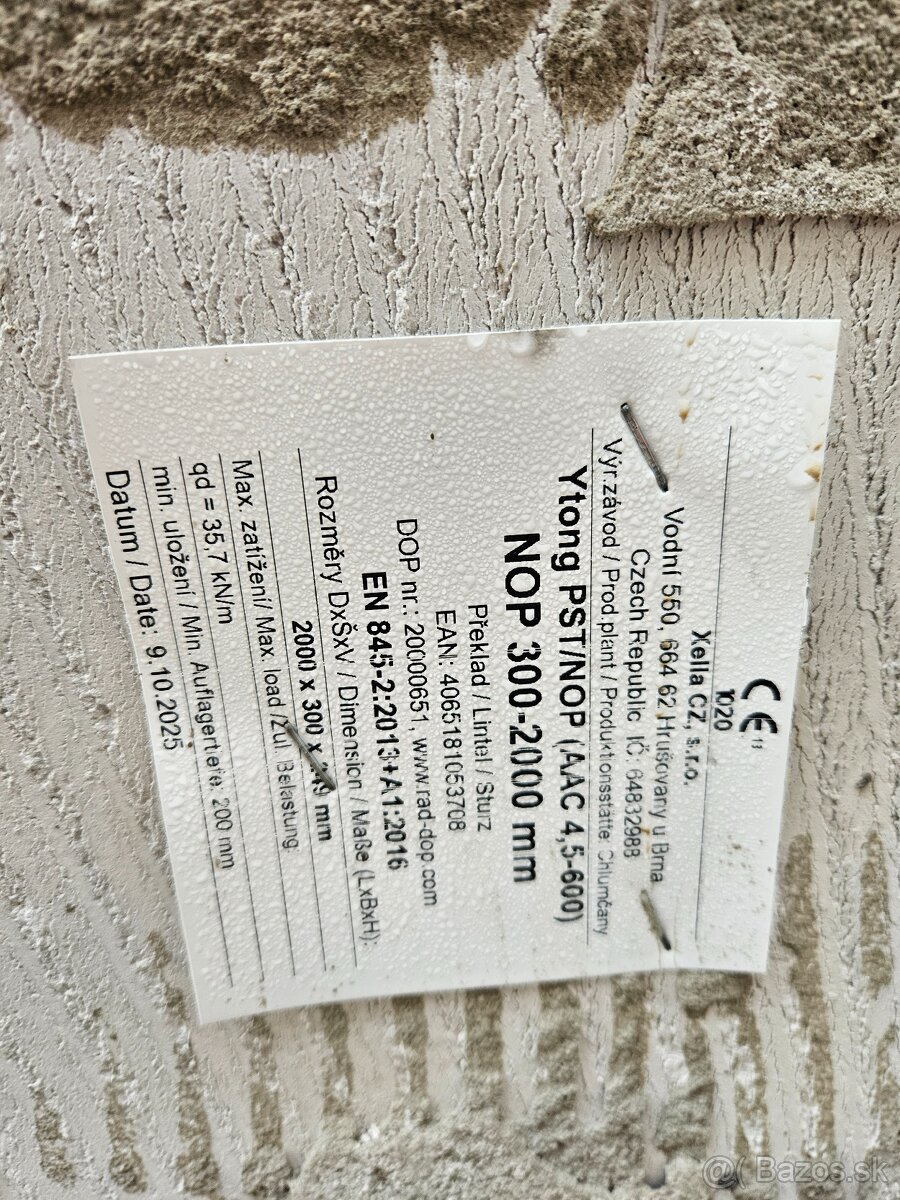 CE 11
1020
Xella CZ, s.r.o.
Vodní 550, 664 62 Hrušovany u Brna
Czech Republic IČ: 64832988
Výr.závod / Prod.plant / Produktionsstätte Chlumčany
Ytong PST/NOP (AAC 4,5-600)
NOP 300-2000 mm
Překlad / Lintel / Sturz
EAN: 4065181053708
DOP nr.: 20000651, www.rad-dop.com
EN 845-2:2013+A1:2016
Rozměry DxŠxV / Dimension / Maße (LxBxH):
2000 x 300 x mm
Max. zatížení/ Max. load /Zul. Belastung
qd = 35,7 kN/m
min. uložení / Min. Auflagertiefe 200 mm
Datum / Date: 9.10.2025
@( Bazos.sk